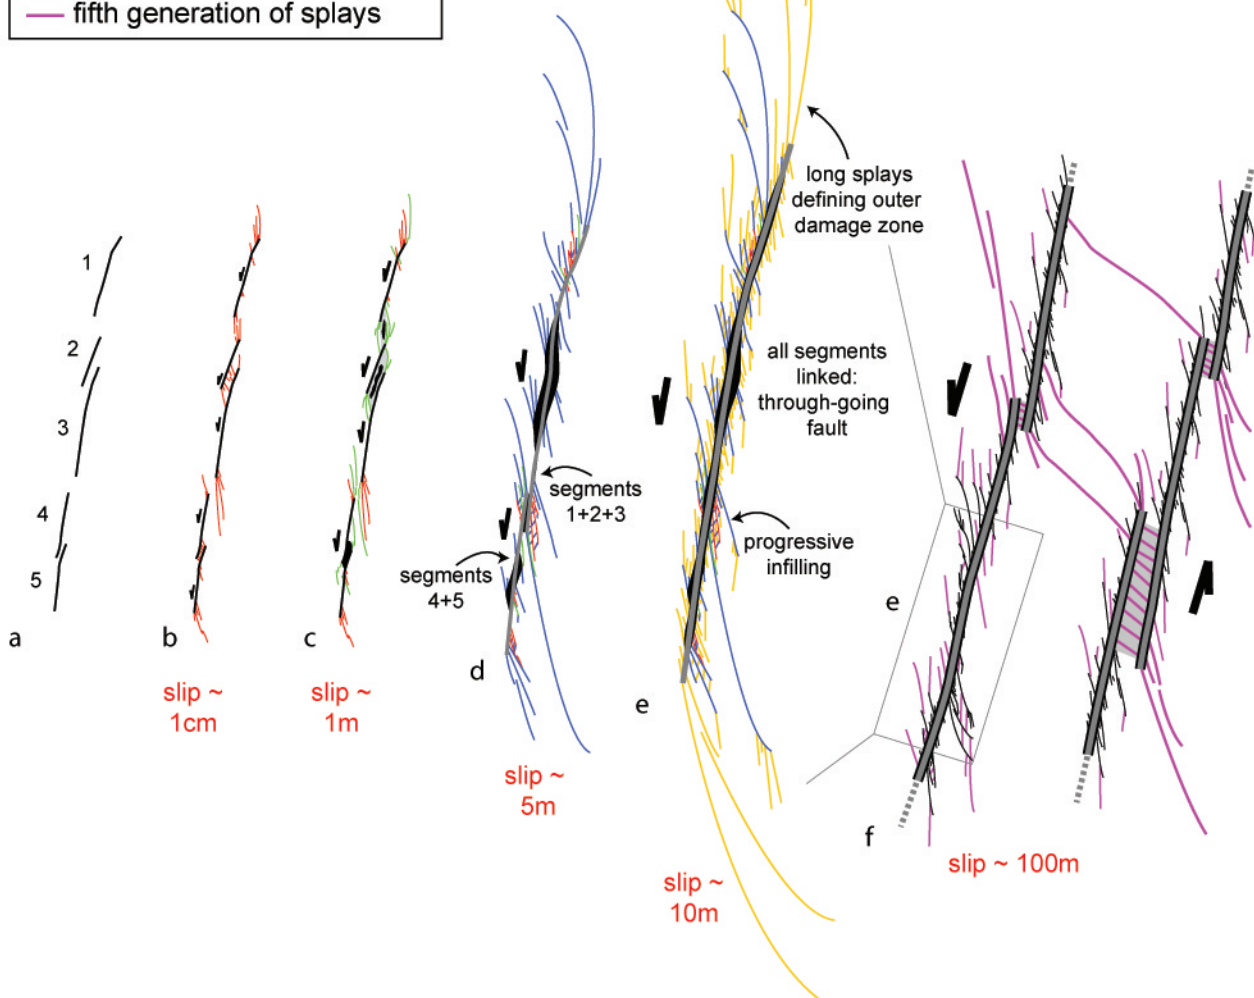 fifth generation of splays
1
2
3
4
5
a
b
slip ~
1cm
c
slip ~
1m
segments
1+2+3
segments
4+5
d
slip ~
5m
long splays
defining outer
damage zone
all segments
linked:
through-going
fault
progressive
infilling
e
slip ~
10m
e
f
slip ~ 100m